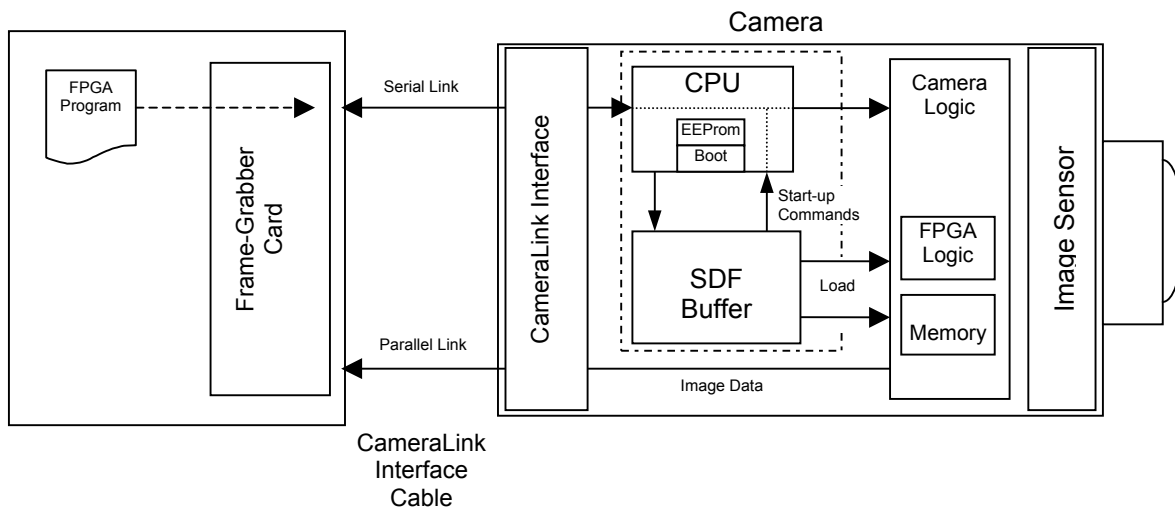 Camera
FPGA
Program
Frame-Grabber
Card
Serial Link
Parallel Link
CameraLink
Interface
Cable
CameraLink Interface
CPU
EEProm
Boot
Start-up
Commands
SDF
Buffer
Load
Image Data
Camera
Logic
FPGA
Logic
Memory
Image Sensor